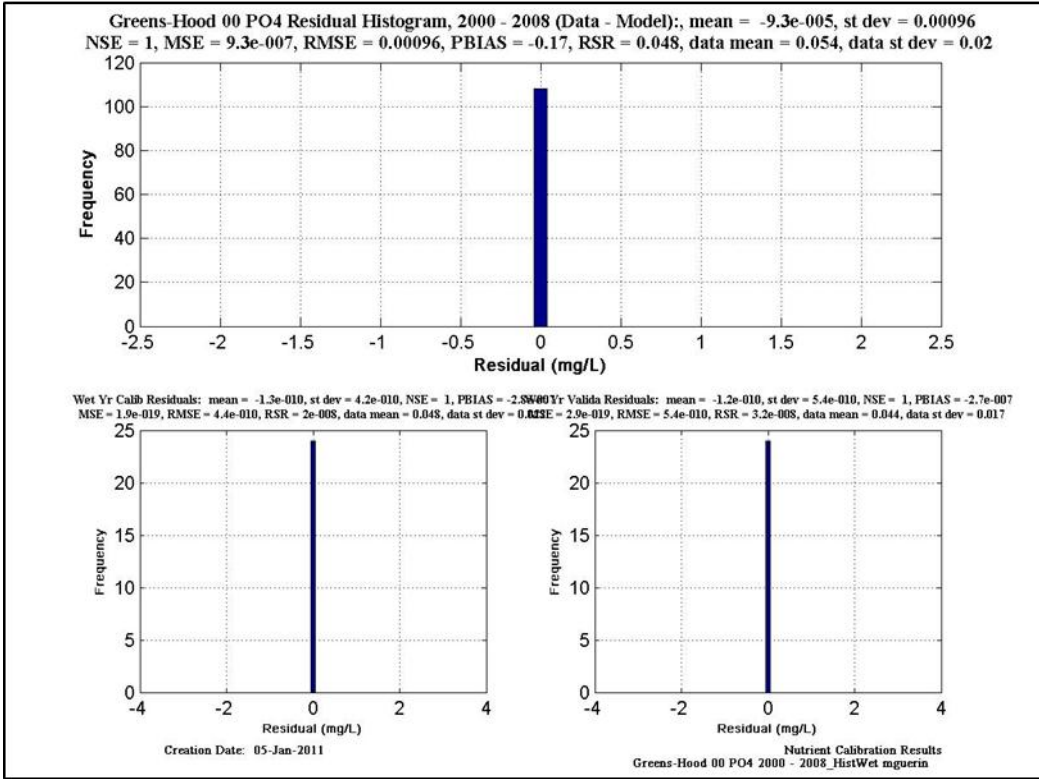 Greens-Hood 00 PO4 Residual Histogram, 2000 - 2008 (Data - Model):, mean = -9.3e-005, st dev = 0.00096
NSE = 1, MSE = 9.3e-007, RMSE = 0.00096, PBIAS = -0.17, RSR = 0.048, data mean = 0.054, data st dev = 0.02
120
100
80
60
40
20
0
Frequency
-2.5 -2 -1.5 -1 -0.5 0 0.5 1 1.5 2 2.5
Residual (mg/L)
Wet Yr Calib Residuals: mean = -1.3e-010, st dev = 4.2e-010, NSE = 1, PBIAS =
MSE = 1.9e-019, RMSE = 4.4e-010, RSR = 2e-008, data mean = 0.048, data st dev =
25
20
15
10
5
0
Frequency
-4 -2 0 2 4
Residual (mg/L)
Yr Valida Residuals: mean = -1.2e-010, st dev = 5.4e-010, NSE = 1, PBIAS = -2.7e-007
= 2.9e-019, RMSE = 5.4e-010, RSR = 3.2e-008, data mean = 0.044, data st dev = 0.017
25
20
15
10
5
0
Frequency
-4 -2 0 2 4
Residual (mg/L)
Creation Date: 05-Jan-2011
Nutrient Calibration Results
Greens-Hood 00 PO4 2000 - 2008_HistWet mguerin